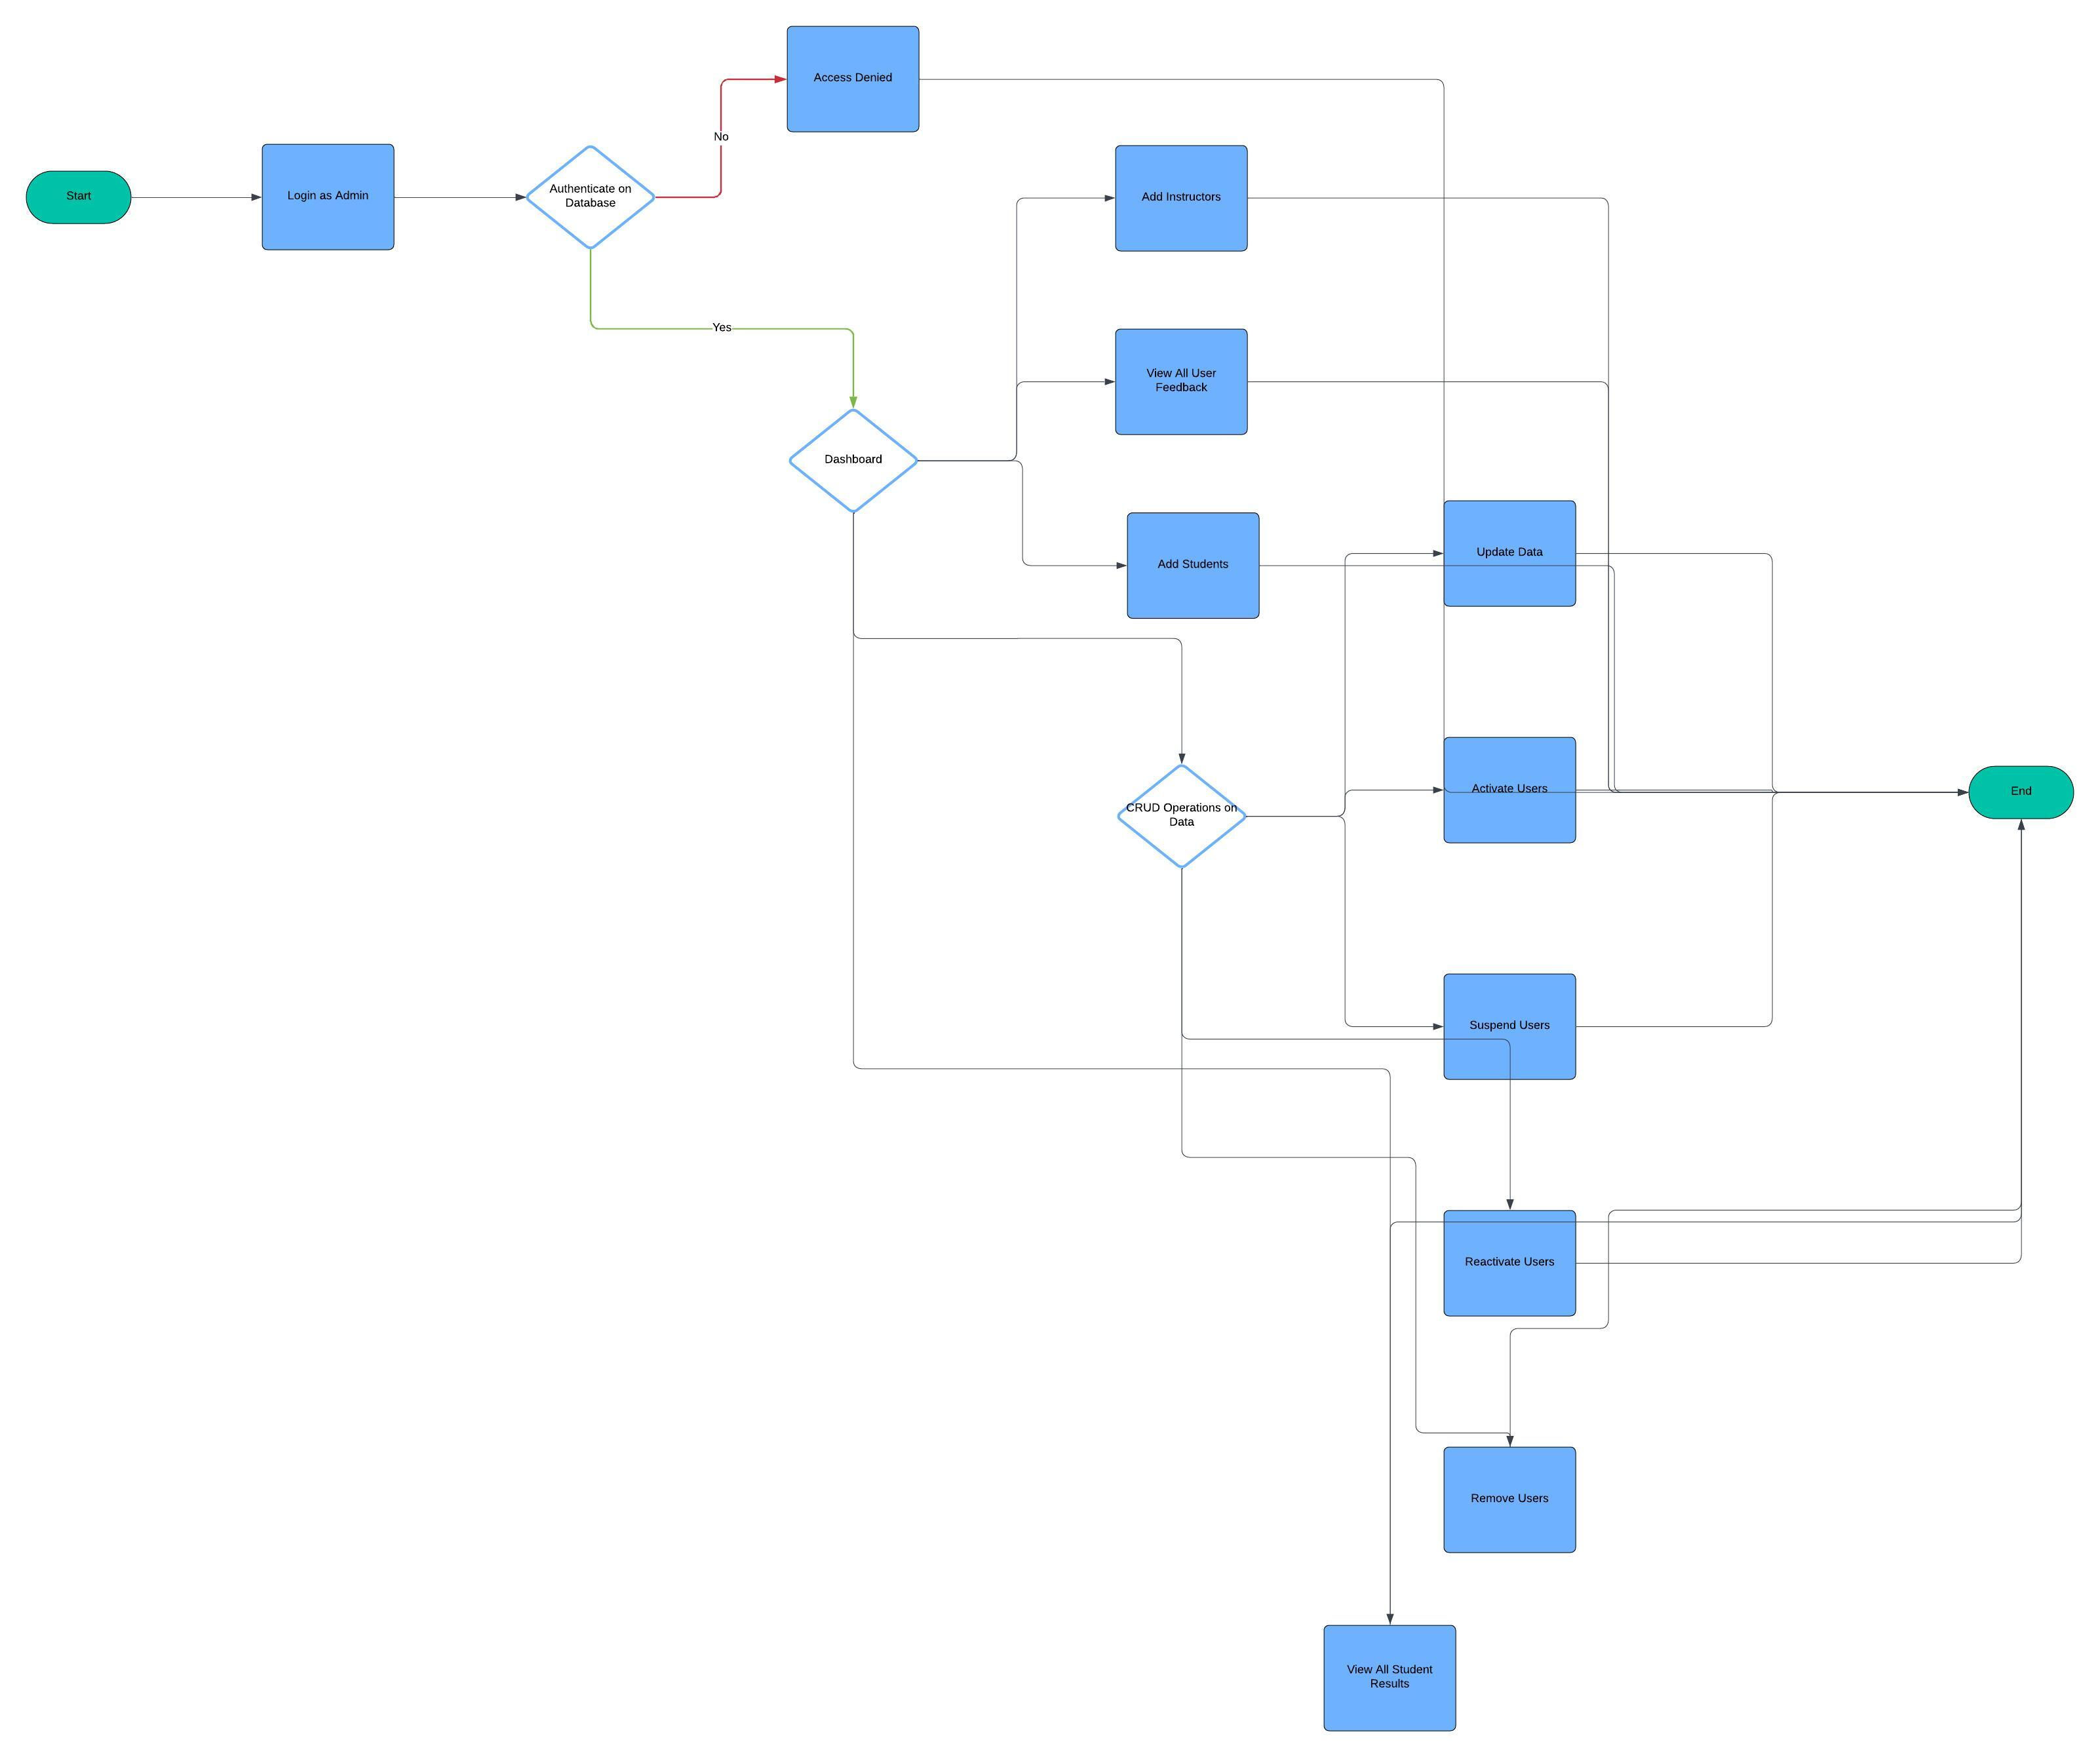 Access Denied
No
Start
Login as Admin
Authenticate on
Database
Add Instructors
Yes
View All User
Feedback
Dashboard
Update Data
Add Students
CRUD Operations on
Data
Activate Users
End
Suspend Users
Reactivate Users
Remove Users
View All Student
Results